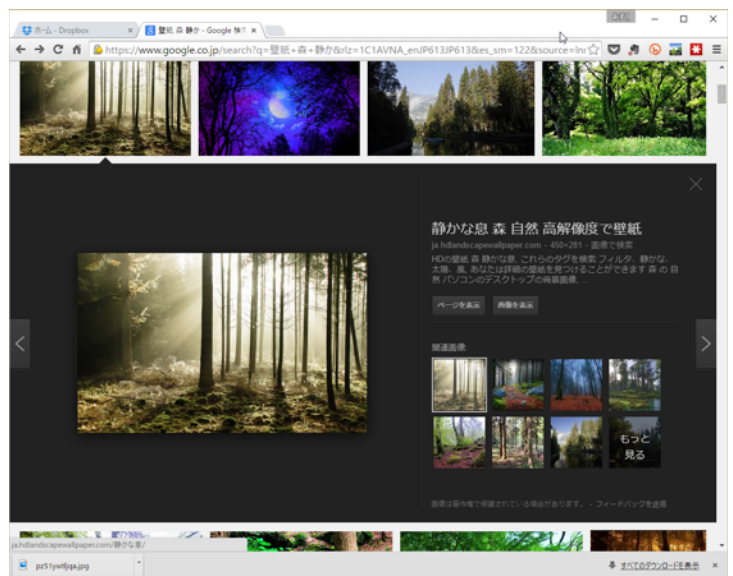 ホーム - Dropbox
壁紙 森 静か - Google 検
https://www.google.co.jp/search?q=壁紙+森+静か&rlz=1C1AVNA_enJP613JP613&es_sm=122&source=ln
静かな息 森 自然 高解像度で壁紙
ja.hdlandscapewallpaper.com - 450×281 - 画像で検索
HDの壁紙 森 静かな息, これらのタグを検索:フィルタ、静かな、
太陽、風, あなたは詳細の壁紙を見つけることができます 森 の 自
然 パソコンのデスクトップの背景画像, ...
ページを表示 画像を表示
関連画像:
もっと
見る
画像は著作権で保護されている場合があります。 - フィードバックを送信
ja.hdlandscapewallpaper.com/静かな息/
すべてのダウンロードを表示